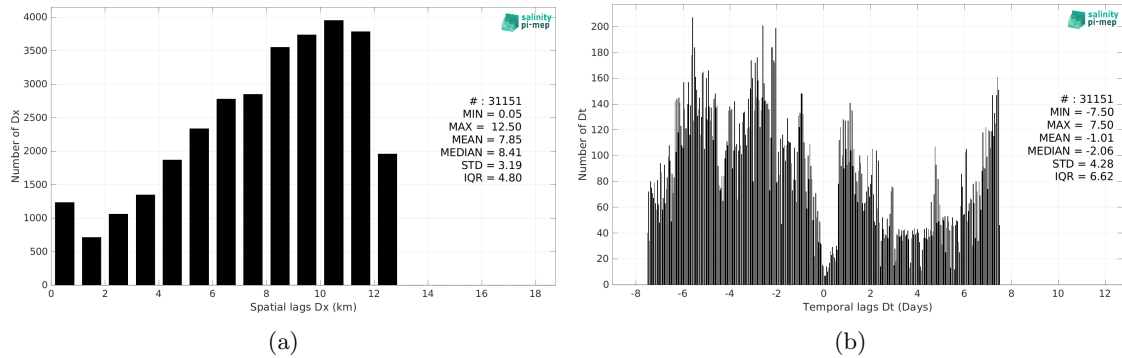 4000
3500
3000
2500
2000
1500
1000
500
0
Number of Dx
0 2 4 6 8 10 12 14 16 18
Spatial lags Dx (km)
salinity
pi-mep
# : 31151
MIN = 0.05
MAX = 12.50
MEAN = 7.85
MEDIAN = 8.41
STD = 3.19
IQR = 4.80
(a)
200
180
160
140
120
100
80
60
40
20
0
Number of Dt
-8 -6 -4 -2 0 2 4 6 8 10 12
Temporal lags Dt (Days)
salinity
pi-mep
# : 31151
MIN = -7.50
MAX = 7.50
MEAN = -1.01
MEDIAN = -2.06
STD = 4.28
IQR = 6.62
(b)